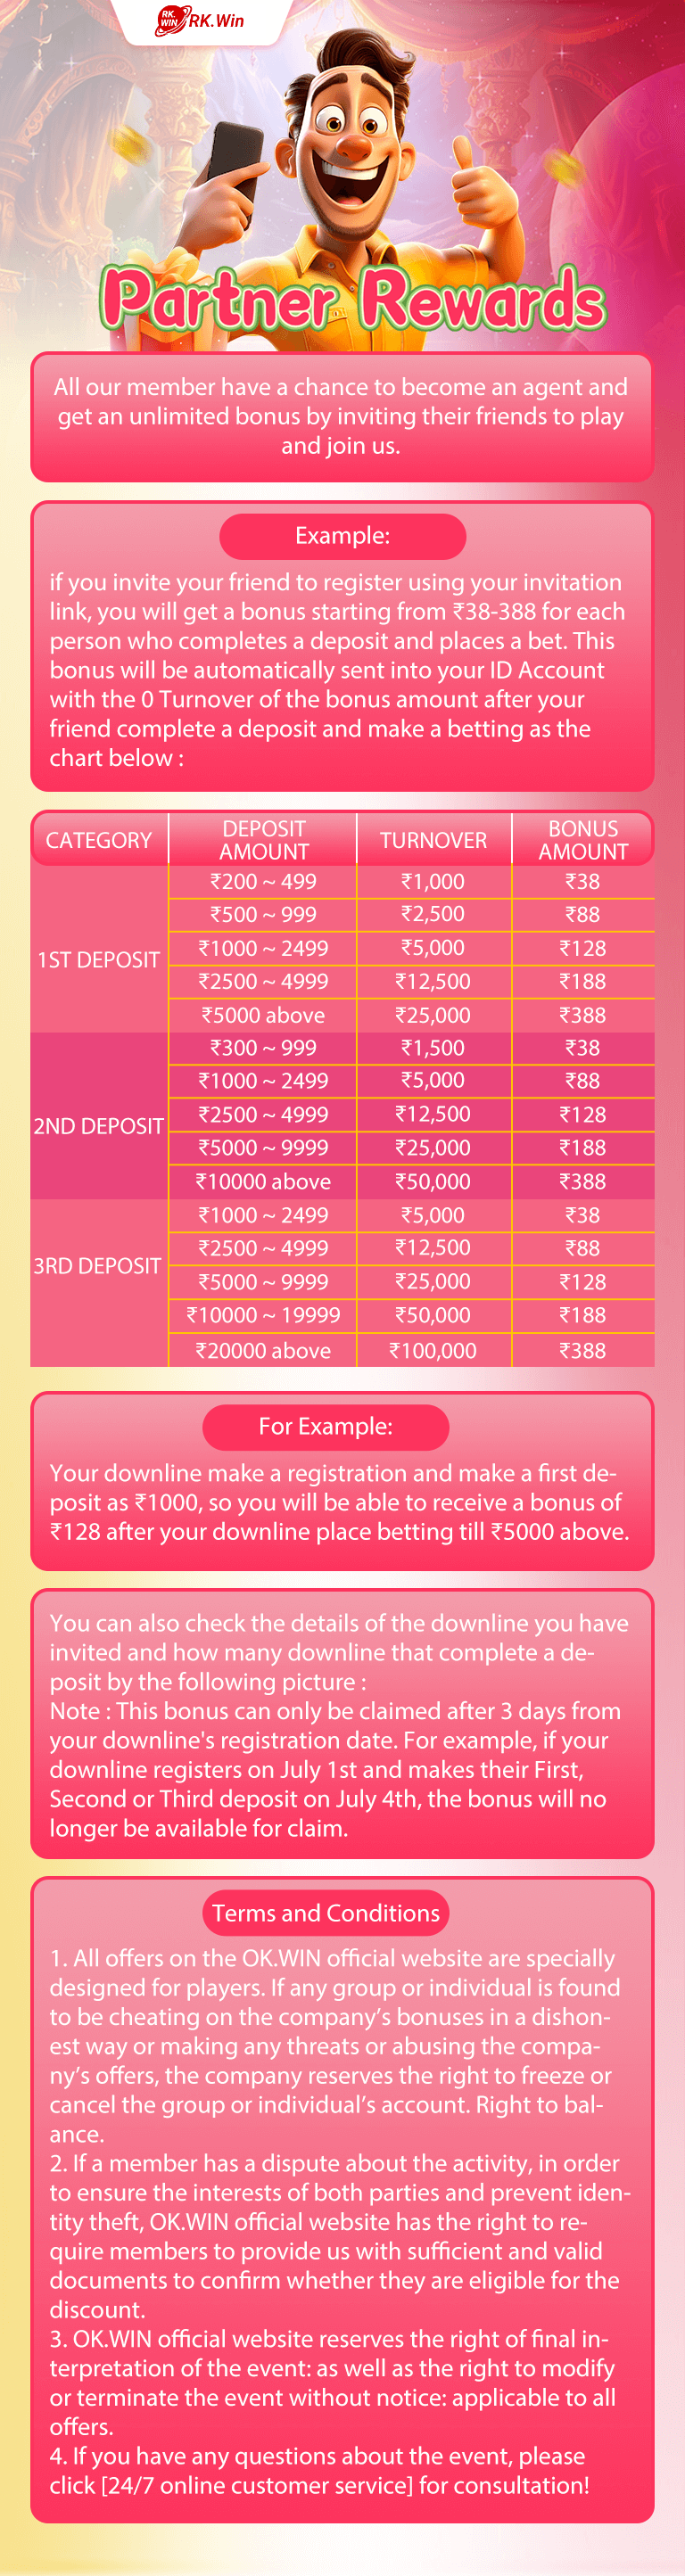 RK.
WIN RK.Win
Partner Rewards
All our member have a chance to become an agent and
get an unlimited bonus by inviting their friends to play
and join us.
Example:
if you invite your friend to register using your invitation
link, you will get a bonus starting from ₹38-388 for each
person who completes a deposit and places a bet. This
bonus will be automatically sent into your ID Account
with the 0 Turnover of the bonus amount after your
friend complete a deposit and make a betting as the
chart below :
CATEGORY DEPOSIT AMOUNT TURNOVER BONUS AMOUNT
1ST DEPOSIT
₹200 ~ 499 ₹1,000 ₹38
₹500 ~ 999 ₹2,500 ₹88
₹1000 ~ 2499 ₹5,000 ₹128
₹2500 ~ 4999 ₹12,500 ₹188
₹5000 above ₹25,000 ₹388
2ND DEPOSIT
₹300 ~ 999 ₹1,500 ₹38
₹1000 ~ 2499 ₹5,000 ₹88
₹2500 ~ 4999 ₹12,500 ₹128
₹5000 ~ 9999 ₹25,000 ₹188
₹10000 above ₹50,000 ₹388
3RD DEPOSIT
₹1000 ~ 2499 ₹5,000 ₹38
₹2500 ~ 4999 ₹12,500 ₹88
₹5000 ~ 9999 ₹25,000 ₹128
₹10000 ~ 19999 ₹50,000 ₹188
₹20000 above ₹100,000 ₹388
For Example:
Your downline make a registration and make a first de-
posit as ₹1000, so you will be able to receive a bonus of
₹128 after your downline place betting till ₹5000 above.
You can also check the details of the downline you have
invited and how many downline that complete a de-
posit by the following picture :
Note : This bonus can only be claimed after 3 days from
your downline's registration date. For example, if your
downline registers on July 1st and makes their First,
Second or Third deposit on July 4th, the bonus will no
longer be available for claim.
Terms and Conditions
1. All offers on the OK.WIN official website are specially
designed for players. If any group or individual is found
to be cheating on the company’s bonuses in a dishon-
est way or making any threats or abusing the compa-
ny’s offers, the company reserves the right to freeze or
cancel the group or individual’s account. Right to bal-
ance.
2. If a member has a dispute about the activity, in order
to ensure the interests of both parties and prevent iden-
tity theft, OK.WIN official website has the right to re-
quire members to provide us with sufficient and valid
documents to confirm whether they are eligible for the
discount.
3. OK.WIN official website reserves the right of final in-
terpretation of the event: as well as the right to modify
or terminate the event without notice: applicable to all
offers.
4. If you have any questions about the event, please
click [24/7 online customer service] for consultation!